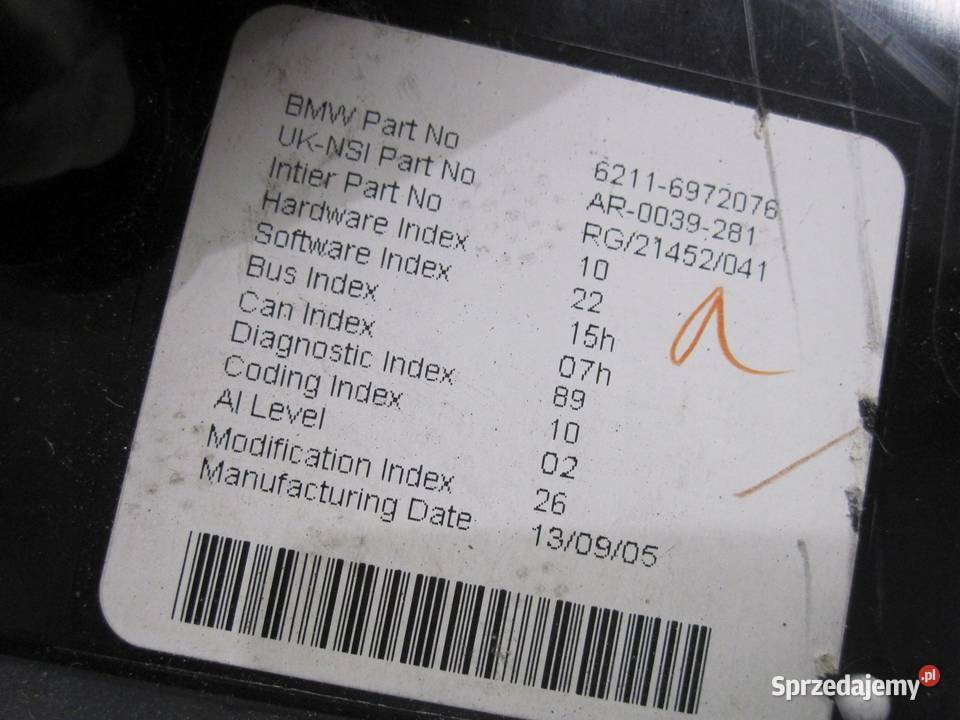 BMW Part No 6211-6972076
UK-NSI Part No AR-0039-281
Intier Part No RG/21452/041
Hardware Index 10
Software Index 22
Bus Index 15h
Can Index 07h
Diagnostic Index 89
Coding Index 10
AI Level 02
Modification Index 26
Manufacturing Date 13/09/05
a
Sprzedajemy.pl